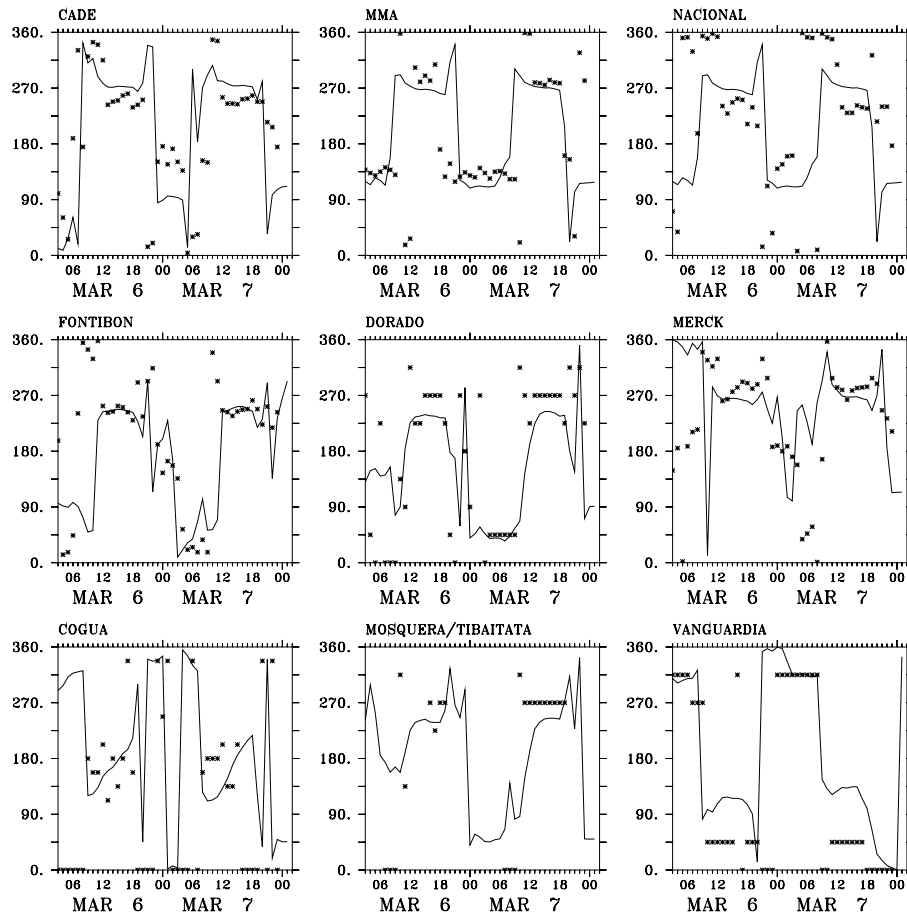 CADE MMA NACIONAL
360. 360. 360.
270. 270. 270.
180. 180. 180.
90. 90. 90.
0. 0. 0.
06 12 18 00 06 12 18 00 06 12 18 00 06 12 18 00 06 12 18 00 06 12 18 00
MAR 6 MAR 7 MAR 6 MAR 7 MAR 6 MAR 7
FONTIBON DORADO MERCK
360. 360. 360.
270. 270. 270.
180. 180. 180.
90. 90. 90.
0. 0. 0.
06 12 18 00 06 12 18 00 06 12 18 00 06 12 18 00 06 12 18 00 06 12 18 00
MAR 6 MAR 7 MAR 6 MAR 7 MAR 6 MAR 7
COGUA MOSQUERA/TIBAITATA VANGUARDIA
360. 360. 360.
270. 270. 270.
180. 180. 180.
90. 90. 90.
0. 0. 0.
06 12 18 00 06 12 18 00 06 12 18 00 06 12 18 00 06 12 18 00 06 12 18 00
MAR 6 MAR 7 MAR 6 MAR 7 MAR 6 MAR 7